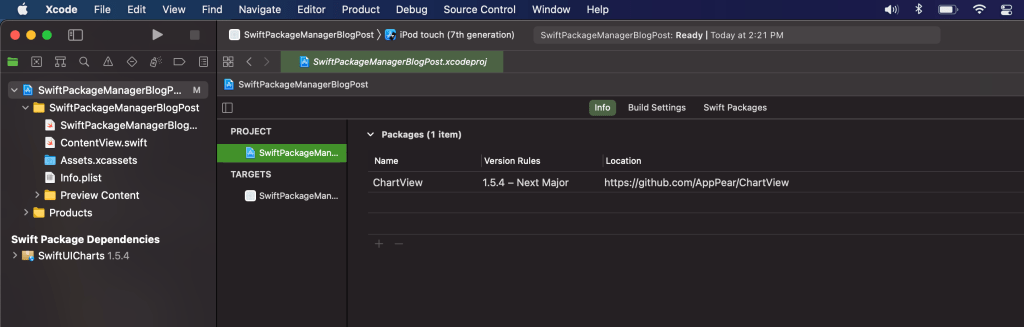 Xcode File Edit View Find Navigate Editor Product Debug Source Control Window Help
SwiftPackageManagerBlogPost iPod touch (7th generation) SwiftPackageManagerBlogPost: Ready | Today at 2:21 PM
SwiftPackageManagerBlogPost.xcodeproj
SwiftPackageManagerBlogP... M
SwiftPackageManagerBlogPost
SwiftPackageManagerBlog...
ContentView.swift
Assets.xcassets
Info.plist
Preview Content
Products
Swift Package Dependencies
SwiftUICharts 1.5.4
SwiftPackageManagerBlogPost
Info Build Settings Swift Packages
PROJECT
SwiftPackageMan...
TARGETS
SwiftPackageMan...
Packages (1 item)
Name Version Rules Location
ChartView 1.5.4 – Next Major https://github.com/AppPear/ChartView